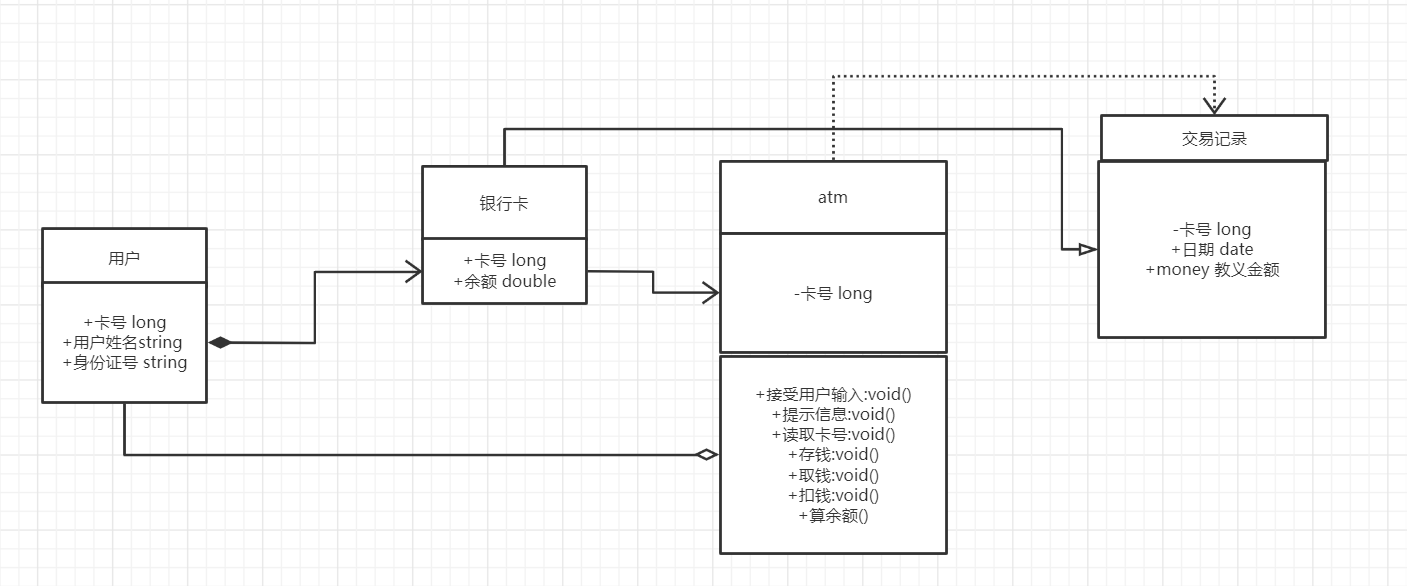 用户
+卡号 long
+用户姓名string
+身份证号 string
银行卡
+卡号 long
+余额 double
atm
-卡号 long
+接受用户输入:void()
+提示信息:void()
+读取卡号:void()
+存钱:void()
+取钱:void()
+扣钱:void()
+算余额()
交易记录
-卡号 long
+日期 date
+money 教义金额